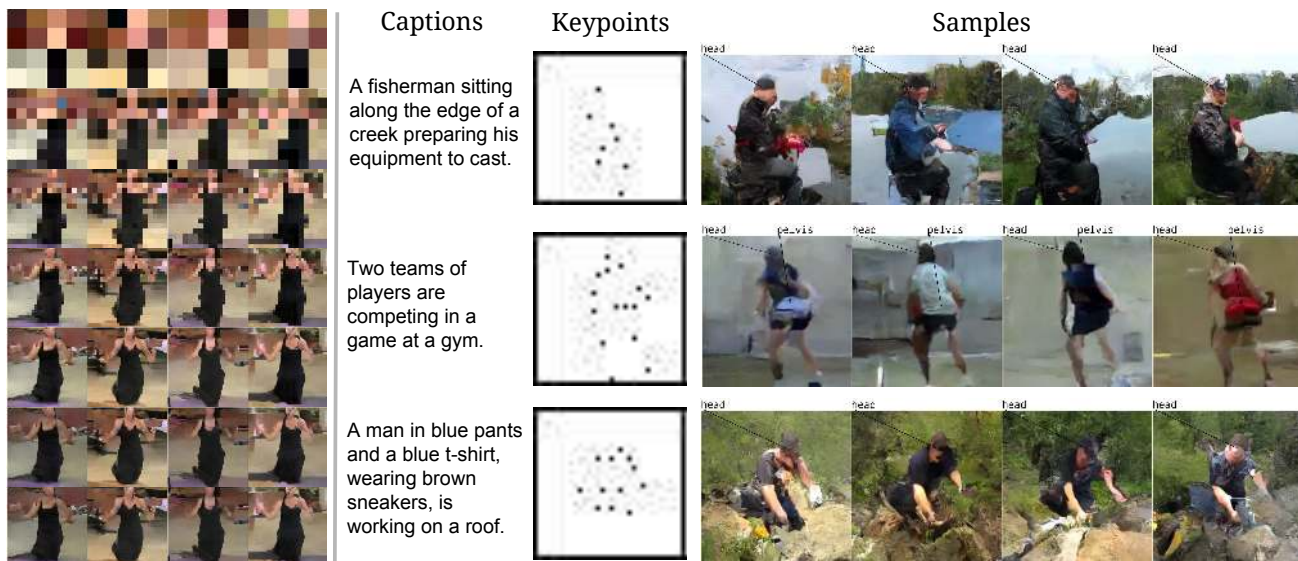 Captions
Keypoints
Samples
A fisherman sitting
along the edge of a
creek preparing his
equipment to cast.
head
head
head
head
Two teams of
players are
competing in a
game at a gym.
head
pelvis
head
pelvis
head
pelvis
head
pelvis
A man in blue pants
and a blue t-shirt,
wearing brown
sneakers, is
working on a roof.
head
head
head
head